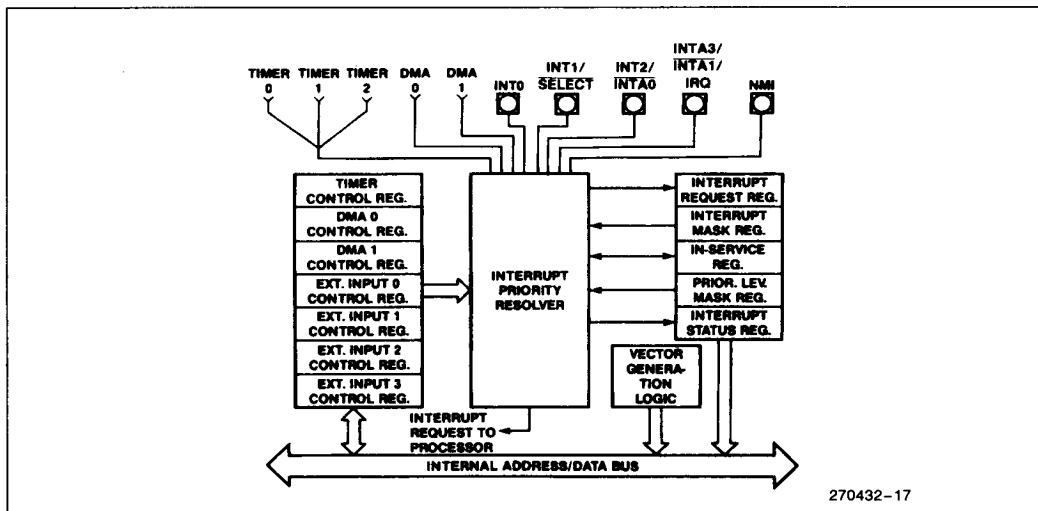 TIMER 0
TIMER 1
TIMER 2
DMA 0
DMA 1
INT0
INT1/
SELECT
INT2/
INTA0
INTA3/
INTA1/
IRQ
NMI
TIMER
CONTROL REG.
DMA 0
CONTROL REG.
DMA 1
CONTROL REG.
EXT. INPUT 0
CONTROL REG.
EXT. INPUT 1
CONTROL REG.
EXT. INPUT 2
CONTROL REG.
EXT. INPUT 3
CONTROL REG.
INTERRUPT
PRIORITY
RESOLVER
INTERRUPT
REQUEST REG.
INTERRUPT
MASK REG.
IN-SERVICE
REG.
PRIOR. LEV.
MASK REG.
INTERRUPT
STATUS REG.
VECTOR
GENERA-
TION
LOGIC
INTERRUPT
REQUEST TO
PROCESSOR
INTERNAL ADDRESS/DATA BUS
270432-17